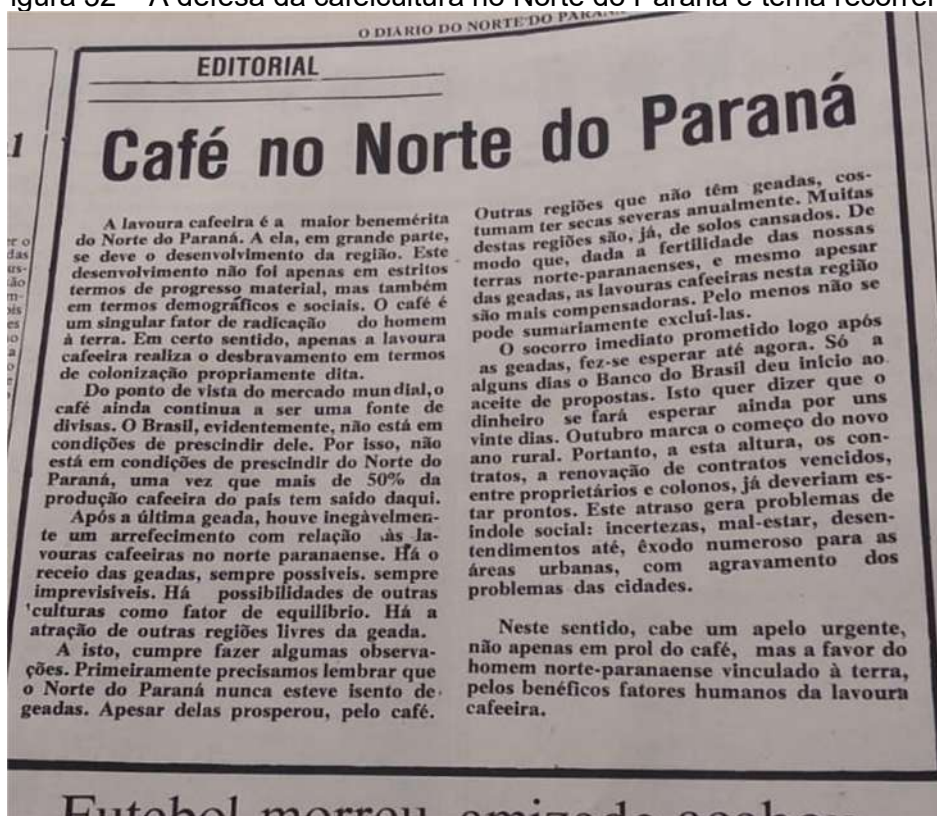 igura 32 – A defesa da cafeicultura no Norte do Paraná é tema recorren
O DIÁRIO DO NORTE DO PARANÁ
EDITORIAL
Café no Norte do Paraná
A lavoura cafeeira é a maior benemérita
do Norte do Paraná. A ela, em grande parte,
se deve o desenvolvimento da região. Este
desenvolvimento não foi apenas em estritos
termos de progresso material, mas também
em termos demográficos e sociais. O café é
um singular fator de radicação do homem
à terra. Em certo sentido, apenas a lavoura
cafeeira realiza o desbravamento em termos
de colonização propriamente dita.
Do ponto de vista do mercado mundial, o
café ainda continua a ser uma fonte de
divisas. O Brasil, evidentemente, não está em
condições de prescindir dele. Por isso, não
está em condições de prescindir do Norte do
Paraná, uma vez que mais de 50% da
produção cafeeira do país tem saído daqui.
Após a última geada, houve inegàvelmen-
te um arrefecimento com relação às la-
vouras cafeeiras no norte paranaense. Há o
receio das geadas, sempre possiveis. sempre
imprevisiveis. Há possibilidades de outras
culturas como fator de equilíbrio. Há a
atração de outras regiões livres da geada.
A isto, cumpre fazer algumas observa-
ções. Primeiramente precisamos lembrar que
o Norte do Paraná nunca esteve isento de
geadas. Apesar delas prosperou, pelo café.
Outras regiões que não têm geadas, cos-
tumam ter secas severas anualmente. Muitas
destas regiões são, já, de solos cansados. De
modo que, dada a fertilidade das nossas
terras norte-paranaenses, e mesmo apesar
das geadas, as lavouras cafeeiras nesta região
são mais compensadoras. Pelo menos não se
pode sumariamente excluí-las.
O socorro imediato prometido logo após
as geadas, fez-se esperar até agora. Só a
alguns dias o Banco do Brasil deu início ao
aceite de propostas. Isto quer dizer que o
dinheiro se fará esperar ainda por uns
vinte dias. Outubro marca o começo do novo
ano rural. Portanto, a esta altura, os con-
tratos, a renovação de contratos vencidos,
entre proprietários e colonos, já deveriam es-
tar prontos. Este atraso gera problemas de
índole social: incertezas, mal-estar, desen-
tendimentos até, êxodo numeroso para as
áreas urbanas, com agravamento dos
problemas das cidades.
Neste sentido, cabe um apelo urgente,
não apenas em prol do café, mas a favor do
homem norte-paranaense vinculado à terra,
pelos benéficos fatores humanos da lavoura
cafeeira.
Futebol morreu, amizade acabou